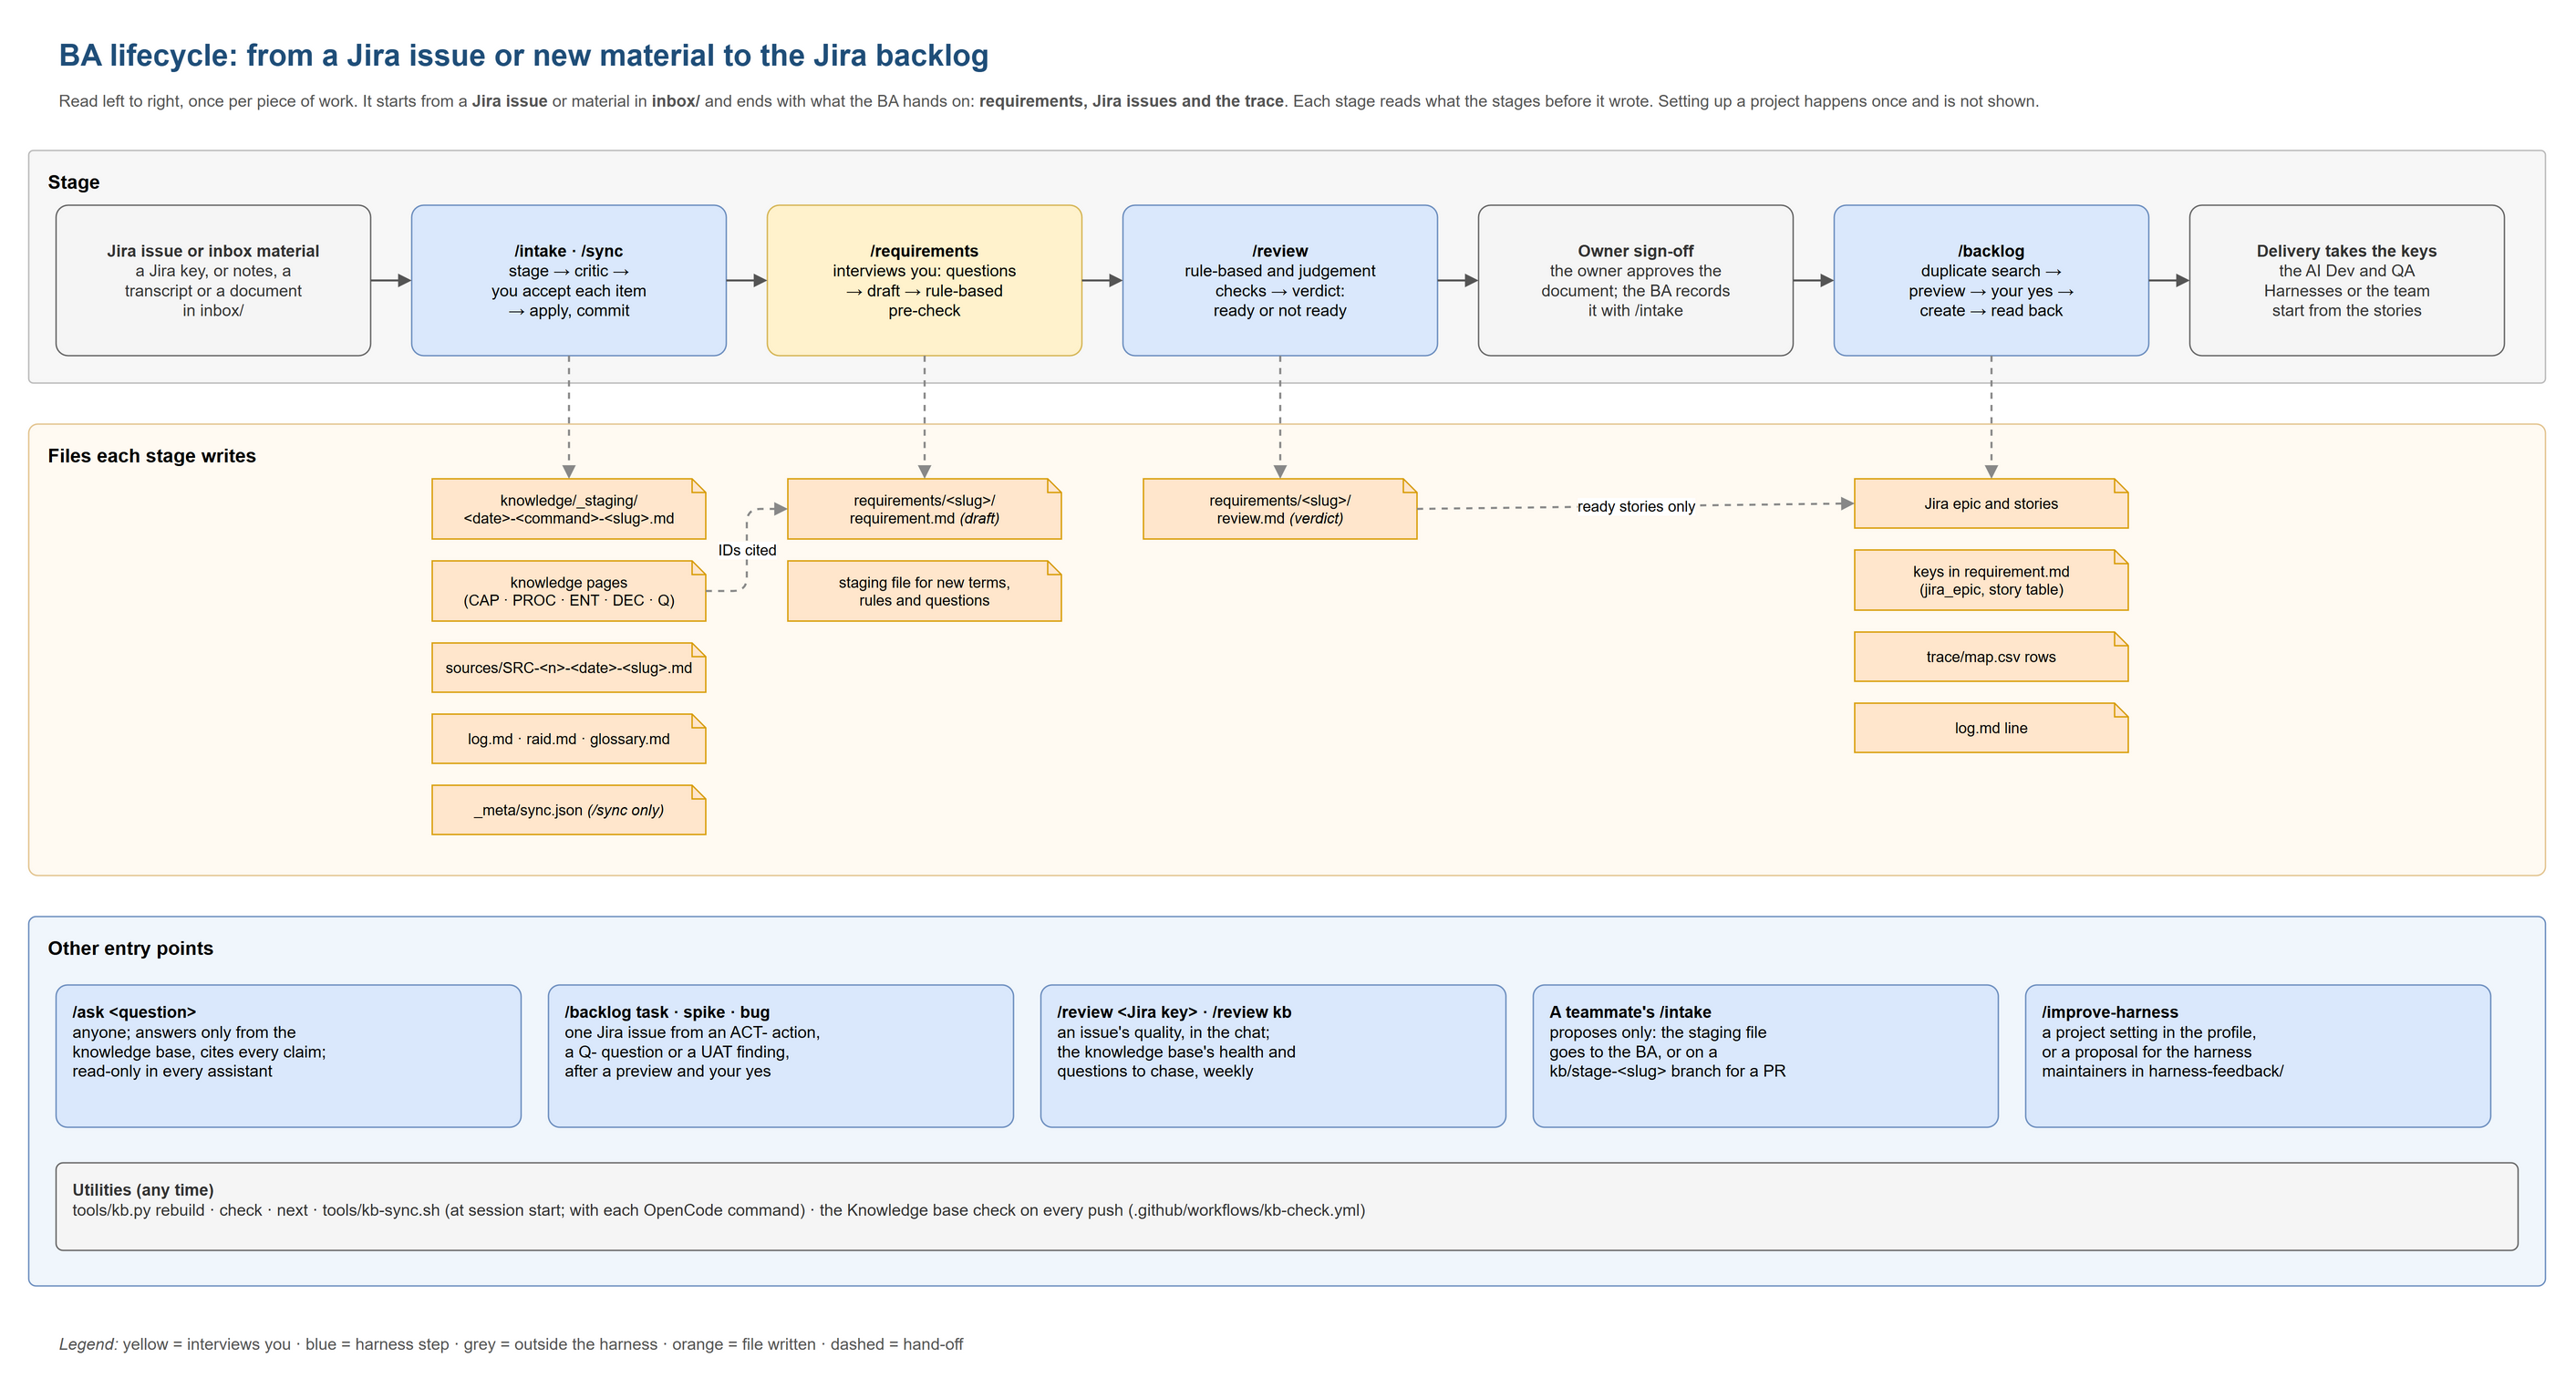 BA lifecycle: from a Jira issue or new material to the Jira backlog
Read left to right, once per piece of work. It starts from a Jira issue or material in inbox/ and ends with what the BA hands on: requirements, Jira issues and the trace. Each stage reads what the stages before it wrote. Setting up a project happens once and is not shown.
Stage
Jira issue or inbox material
a Jira key, or notes, a
transcript or a document
in inbox/
/intake · /sync
stage → critic →
you accept each item
→ apply, commit
/requirements
interviews you: questions
→ draft → rule-based
pre-check
/review
rule-based and judgement
checks → verdict:
ready or not ready
Owner sign-off
the owner approves the
document; the BA records
it with /intake
/backlog
duplicate search →
preview → your yes →
create → read back
Delivery takes the keys
the AI Dev and QA
Harnesses or the team
start from the stories
Files each stage writes
knowledge/_staging/
<date>-<command>-<slug>.md
knowledge pages
(CAP · PROC · ENT · DEC · Q)
sources/SRC-<n>-<date>-<slug>.md
log.md · raid.md · glossary.md
_meta/sync.json (/sync only)
IDs cited
requirements/<slug>/
requirement.md (draft)
staging file for new terms,
rules and questions
requirements/<slug>/
review.md (verdict)
ready stories only
Jira epic and stories
keys in requirement.md
(jira_epic, story table)
trace/map.csv rows
log.md line
Other entry points
/ask <question>
anyone; answers only from the
knowledge base, cites every claim;
read-only in every assistant
/backlog task · spike · bug
one Jira issue from an ACT- action,
a Q- question or a UAT finding,
after a preview and your yes
/review <Jira key> · /review kb
an issue's quality, in the chat;
the knowledge base's health and
questions to chase, weekly
A teammate's /intake
proposes only: the staging file
goes to the BA, or on a
kb/stage-<slug> branch for a PR
/improve-harness
a project setting in the profile,
or a proposal for the harness
maintainers in harness-feedback/
Utilities (any time)
tools/kb.py rebuild · check · next · tools/kb-sync.sh (at session start; with each OpenCode command) · the Knowledge base check on every push (.github/workflows/kb-check.yml)
Legend: yellow = interviews you · blue = harness step · grey = outside the harness · orange = file written · dashed = hand-off